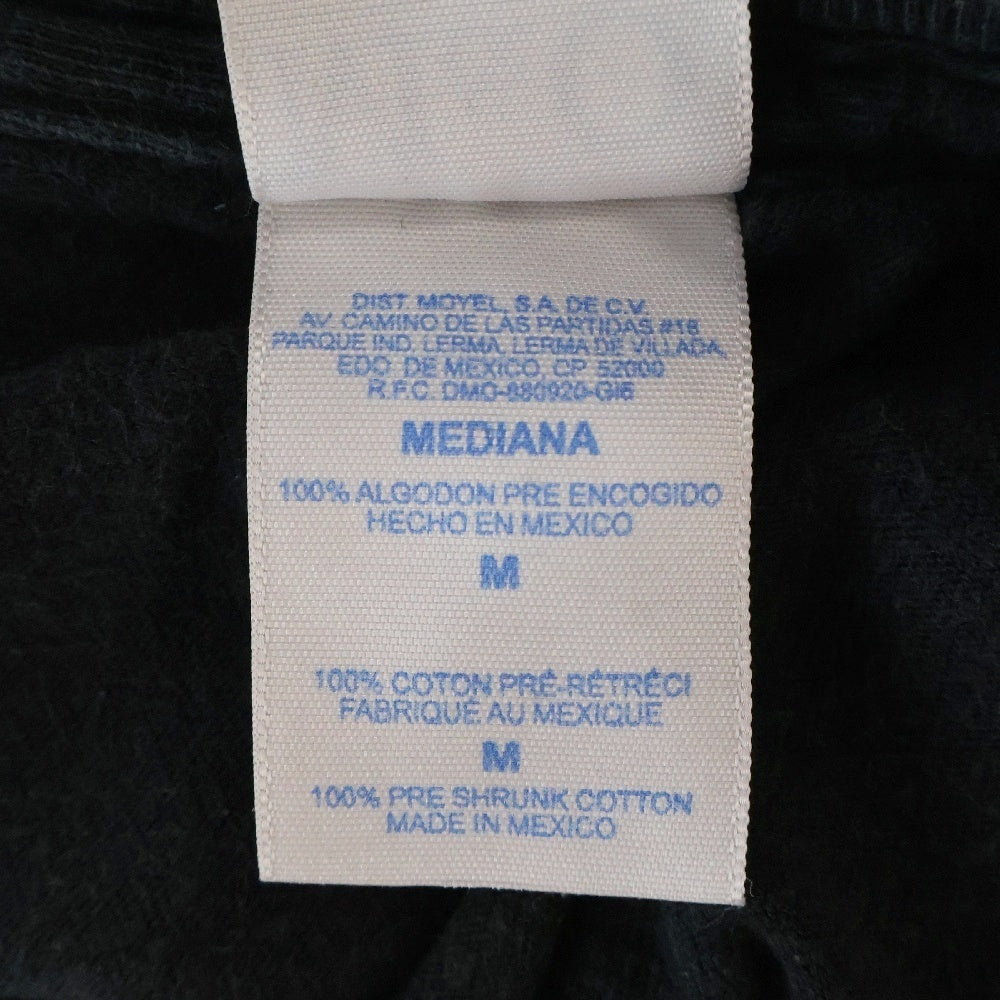 DIST. MOYEL, S.A. DE C.V.
AV. CAMINO DE LAS PARTIDAS #18
PARQUE IND. LERMA, LERMA DE VILLADA,
EDO. DE MEXICO, CP 52000
R.F.C. DMO-880920-GI6
MEDIANA
100% ALGODON PRE ENCOGIDO
HECHO EN MEXICO
M
100% COTON PRÉ-RÉTRÉCI
FABRIQUÉ AU MEXIQUE
M
100% PRE SHRUNK COTTON
MADE IN MEXICO